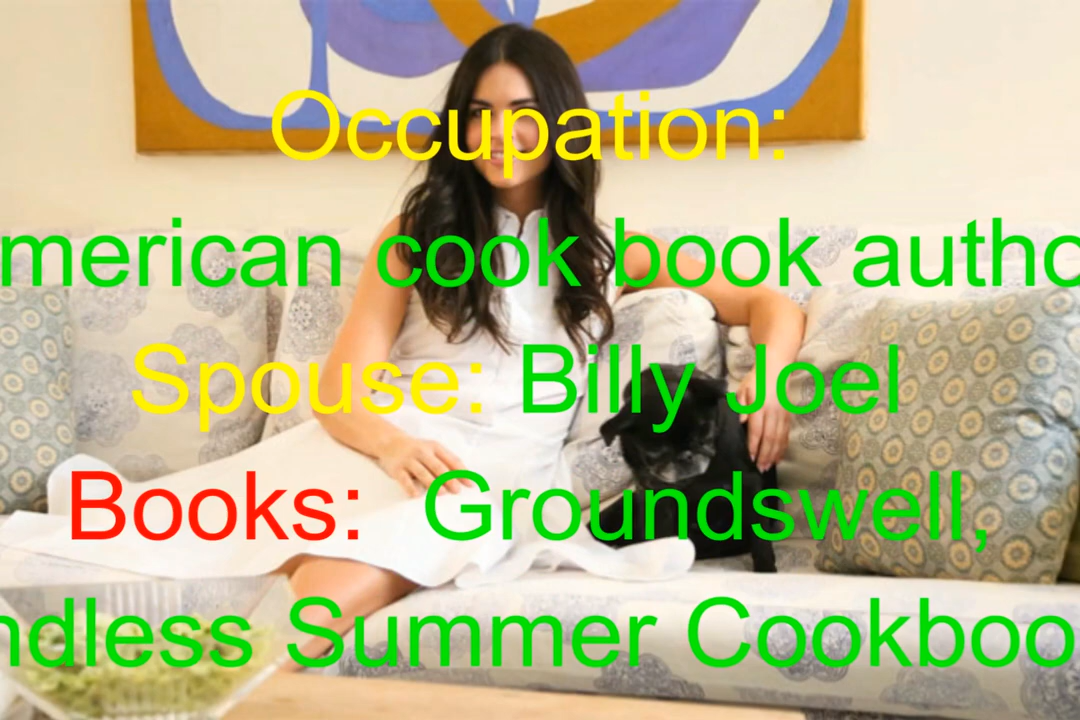 Occupation:
merican cook book autho
Spouse: Billy Joel
Books: Groundswell,
ndless Summer Cookboo